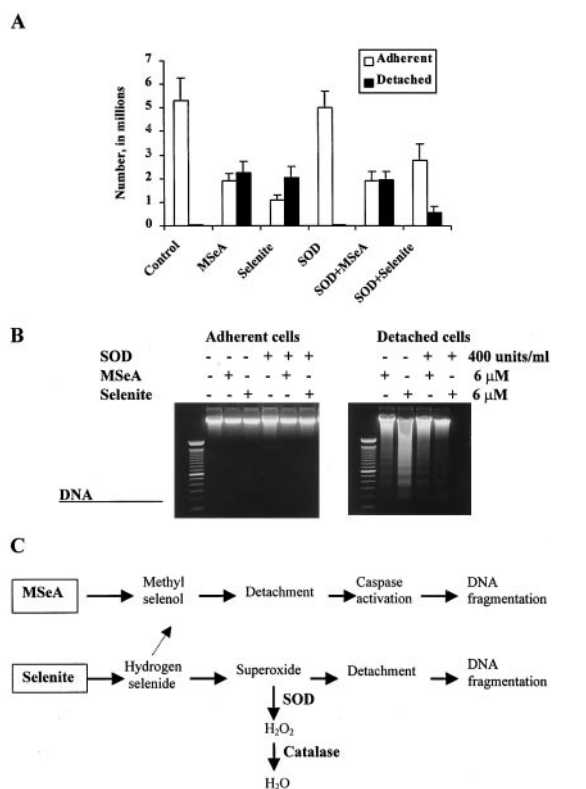 A
Adherent
Detached
Number, in millions
7
6
5
4
3
2
1
0
Control
MSeA
Selenite
SOD
SOD+MSeA
SOD+Selenite
B
Adherent cells Detached cells
SOD - - - + + + - - + + 400 units/ml
MSeA - + - - + - + - + - 6 μM
Selenite - - + - - + - + - + 6 μM
DNA
C
MSeA Methyl selenol Detachment Caspase activation DNA fragmentation
Selenite Hydrogen selenide Superoxide Detachment DNA fragmentation
SOD
H₂O₂
Catalase
H₂O